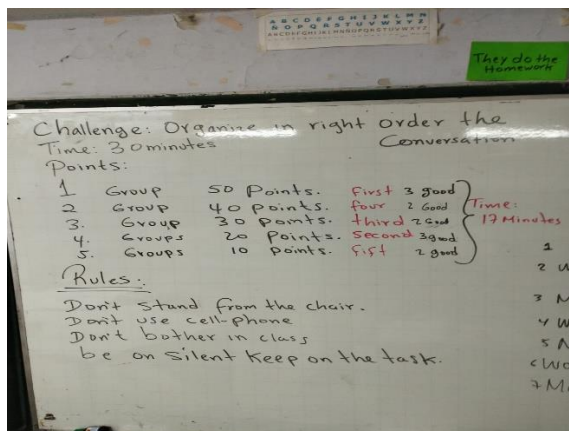 A B C D E F G H I J K L M N
N O P Q R S T U V W X Y Z
They do the
Homework
Challenge: Organize in right order the
Conversation
Time: 30 minutes
Points:
1 Group 50 Points. First 3 good
2 Group 40 points. four 2 Good
3. Group 30 points. third 2 Good
4. Groups 20 Points. Second 3 good
5. Groups 10 points. Fift 2 good
Time:
17 Minutes
Rules:
Don't stand from the chair.
Don't use cell-phone
Don't bother in class
be on silent keep on the task.
1
2 W
3 M
4 W
5 M
6 Wo
7 M